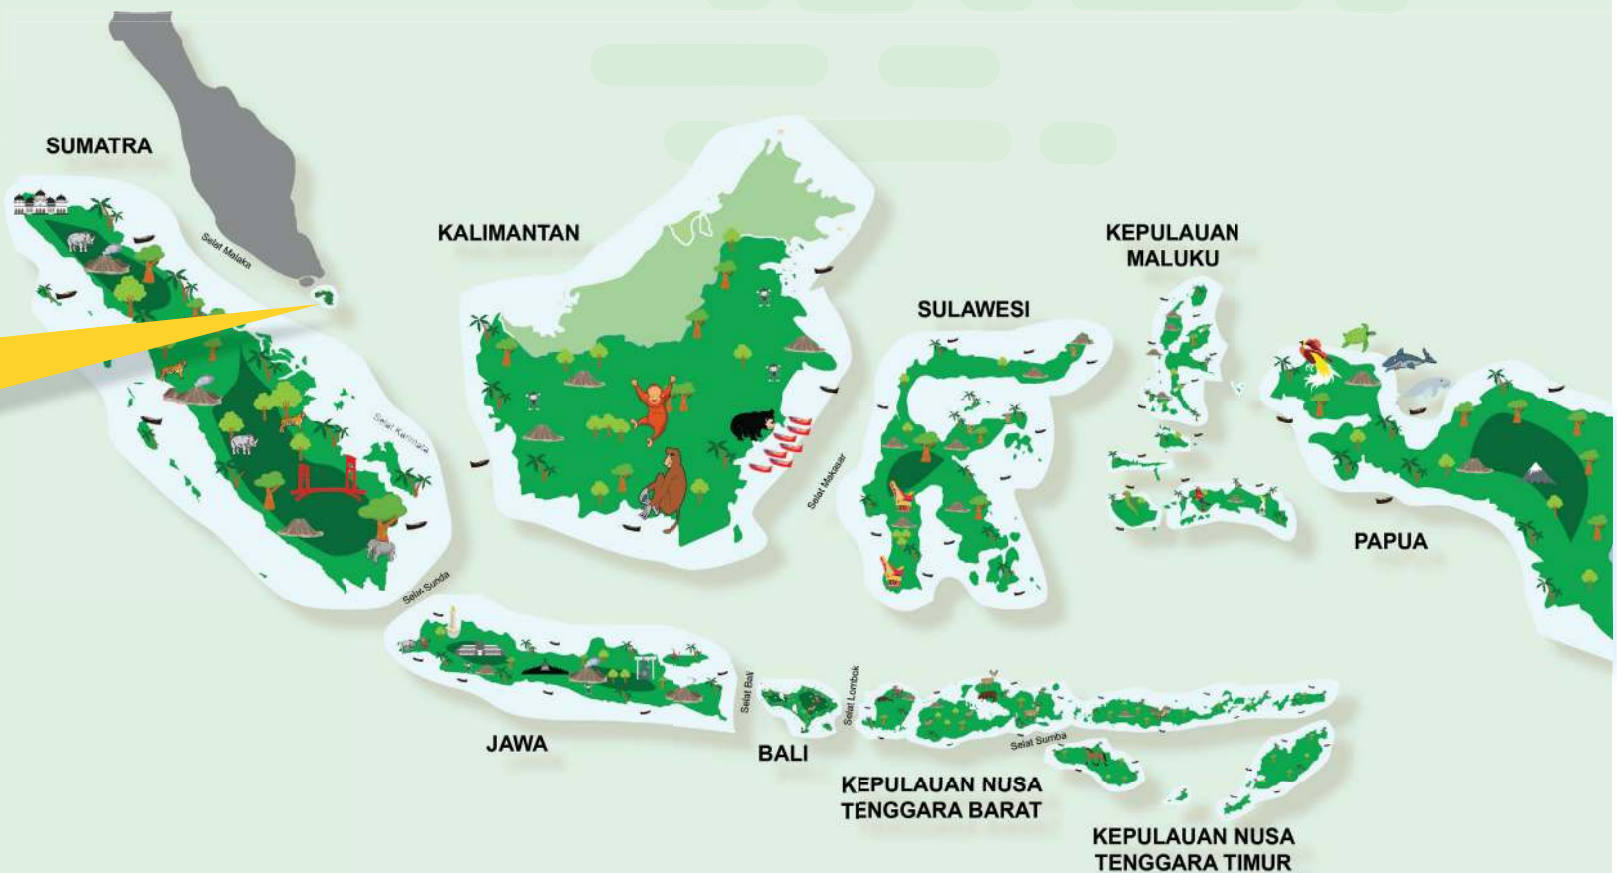 SUMATRA
Selat Malaka
KALIMANTAN
KEPULAUAN
MALUKU
SULAWESI
Selat Karimata
Selat Makasar
PAPUA
Selat Sunda
JAWA
Selat Bali
BALI
Selat Lombok
Selat Sumba
KEPULAUAN NUSA
TENGGARA BARAT
KEPULAUAN NUSA
TENGGARA TIMUR